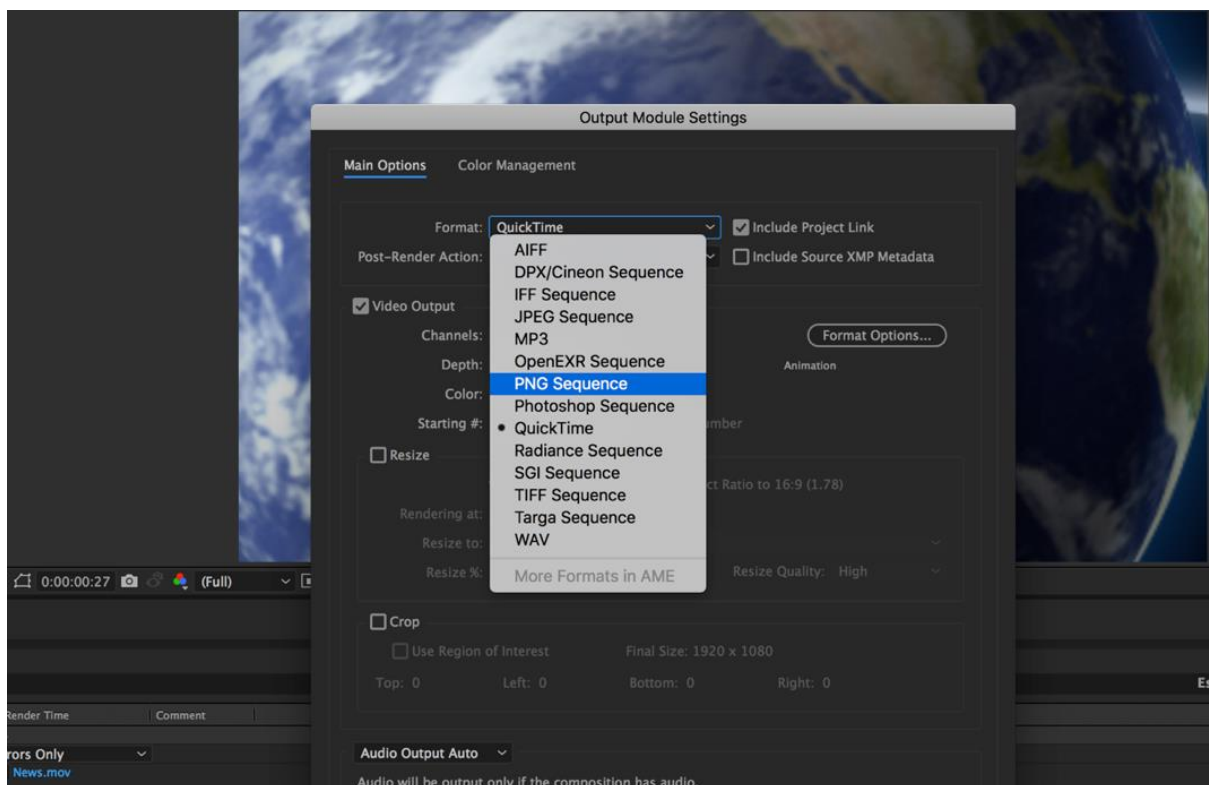 Output Module Settings
Main Options Color Management
Format: QuickTime Include Project Link
AIFF
Post-Render Action: Include Source XMP Metadata
DPX/Cineon Sequence
IFF Sequence
Video Output
JPEG Sequence
Channels: MP3 Format Options...
Depth: OpenEXR Sequence Animation
PNG Sequence
Color:
Photoshop Sequence
Starting #: QuickTime
Resize Radiance Sequence
SGI Sequence
ct Ratio to 16:9 (1.78)
TIFF Sequence
Rendering at: Targa Sequence
Resize to: WAV
Resize %: More Formats in AME Resize Quality: High
0:00:00:27 (Full)
Crop
Use Region of Interest Final Size: 1920 x 1080
Top: 0 Left: 0 Bottom: 0 Right: 0
Es
Render Time Comment
rors Only Audio Output Auto
News.mov
Audio will be output only if the composition has audio.